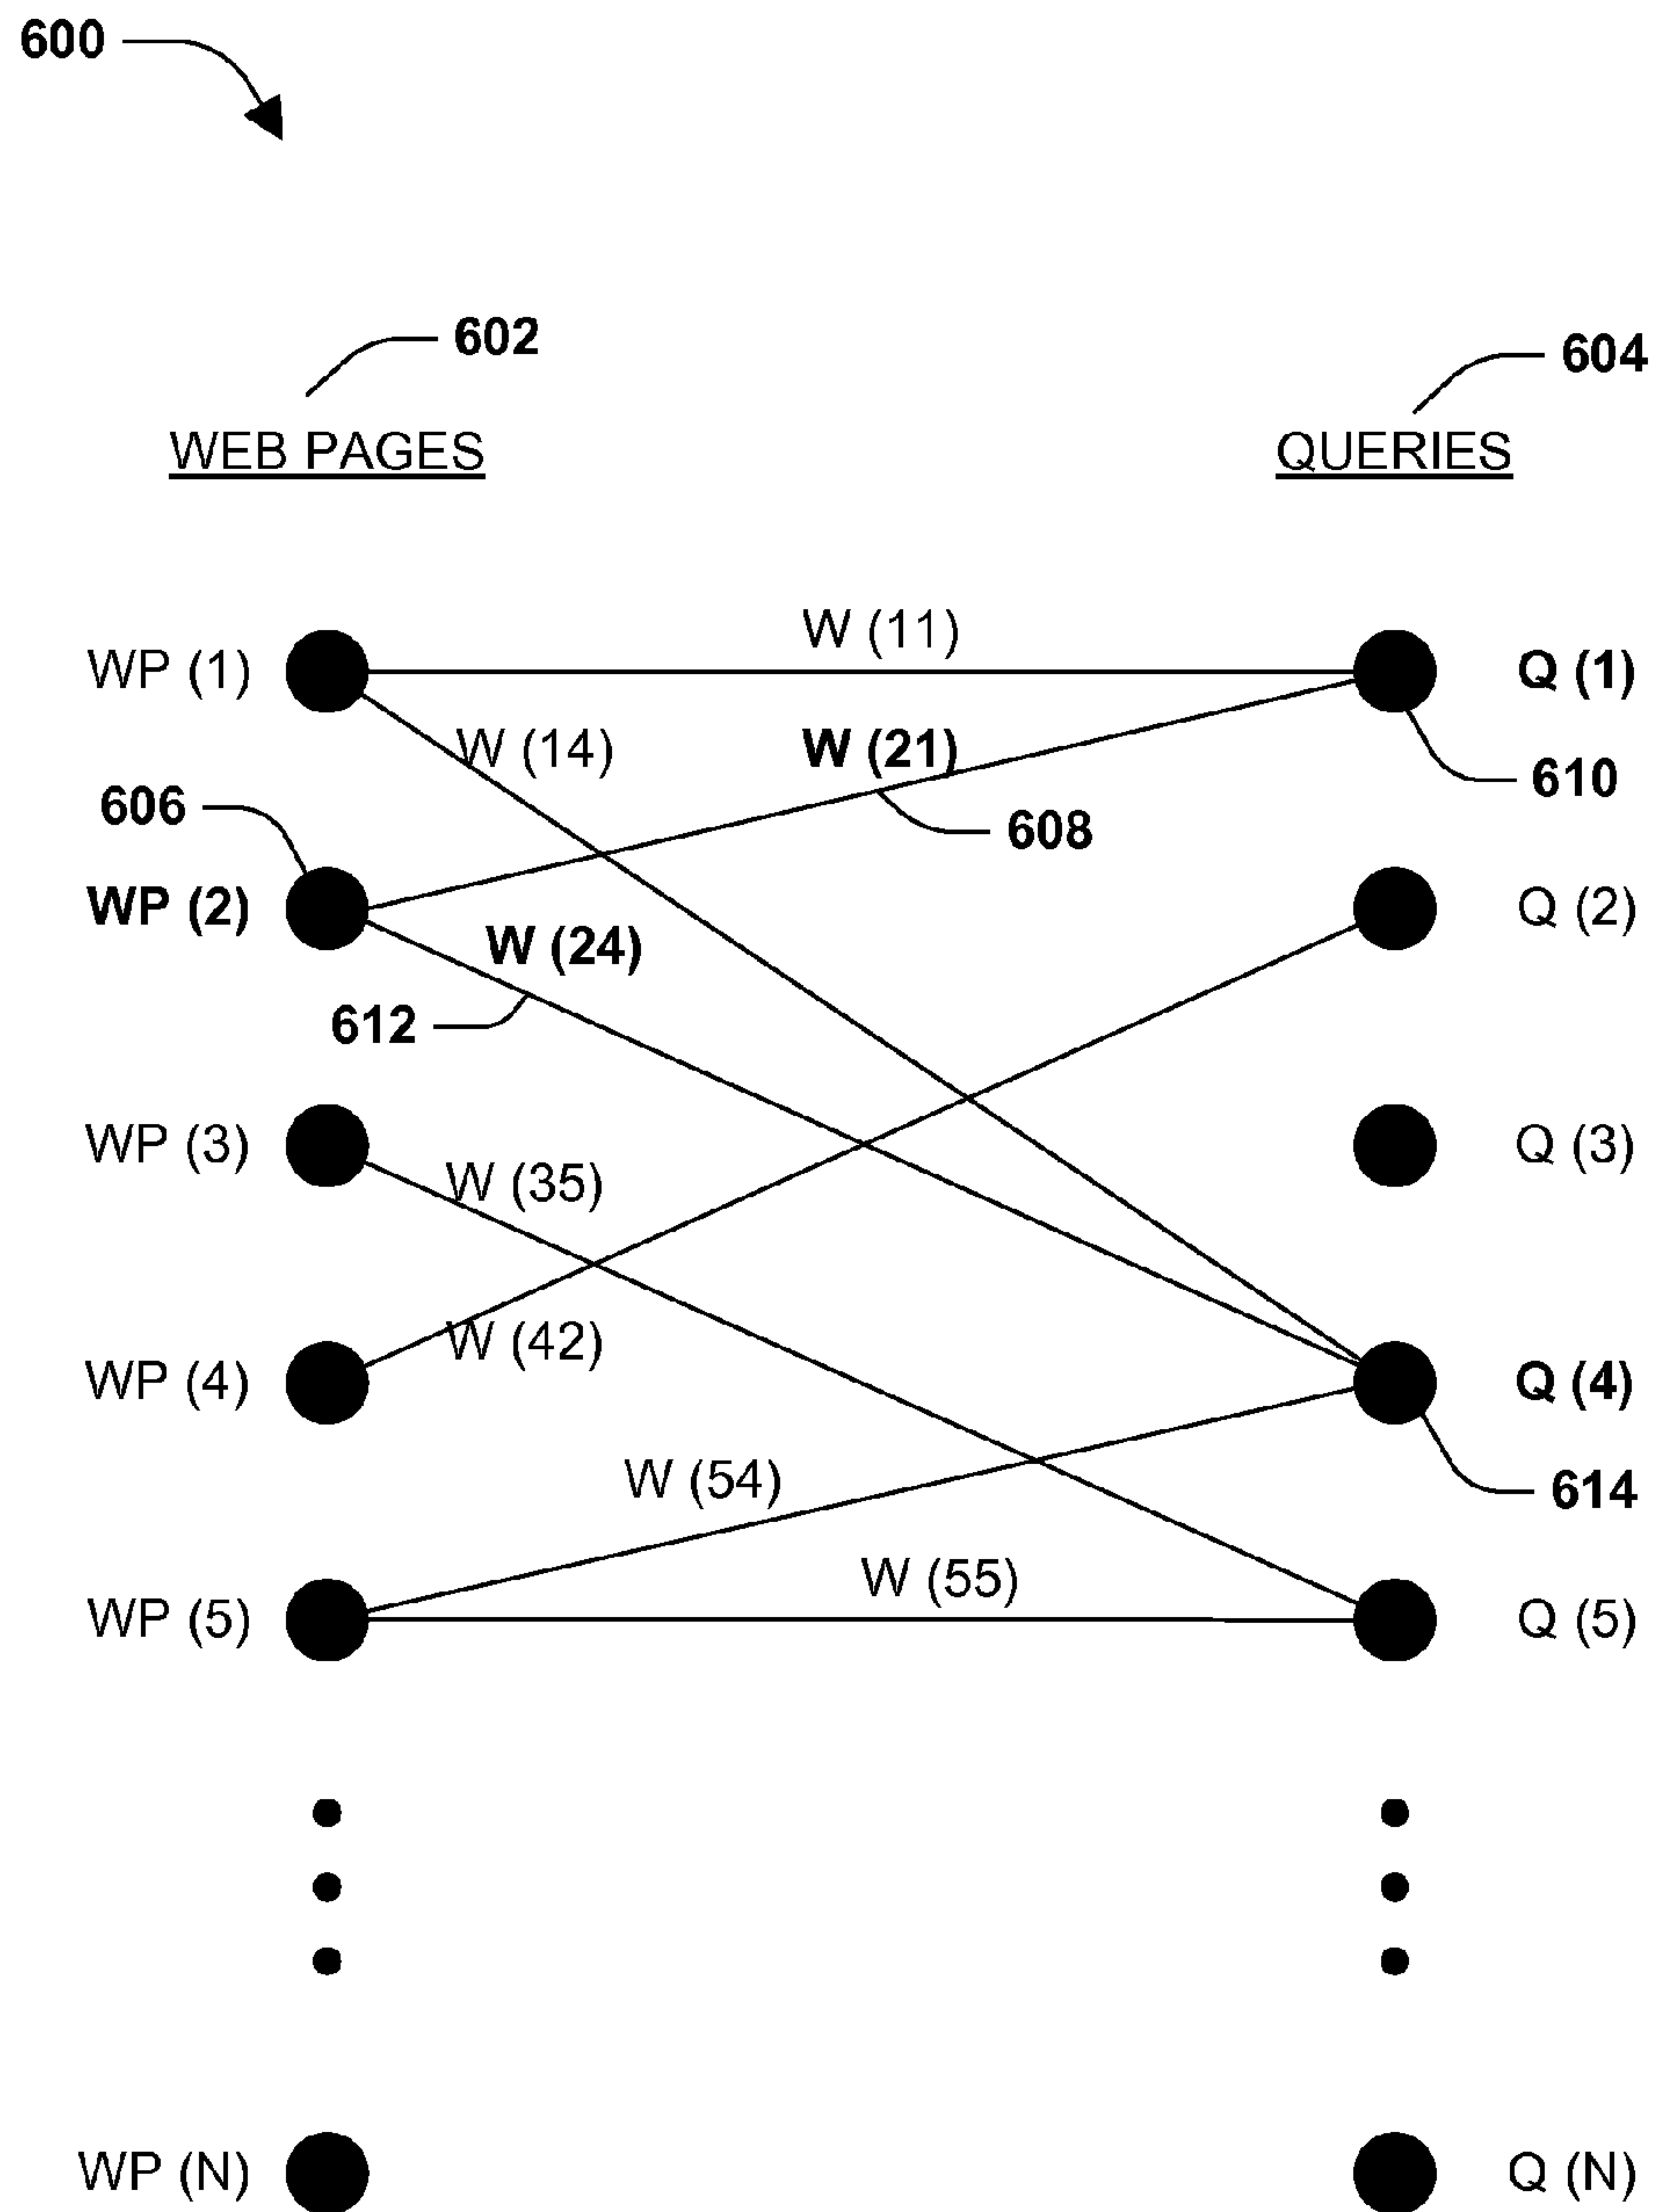 600
602
604
WEB PAGES
QUERIES
W (11)
WP (1)
Q (1)
W (14)
W (21)
610
606
608
WP (2)
Q (2)
W (24)
612
WP (3)
Q (3)
W (35)
W (42)
WP (4)
Q (4)
W (54)
614
W (55)
WP (5)
Q (5)
WP (N)
Q (N)